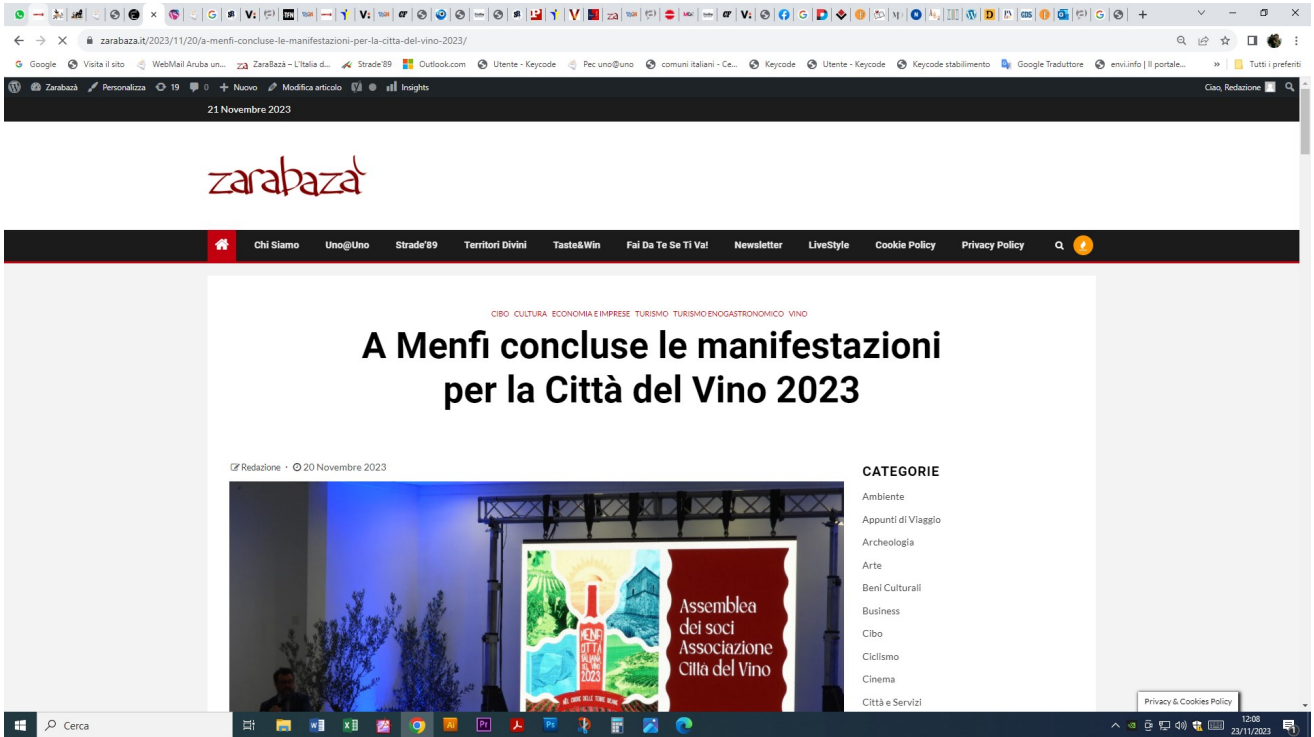 zarabaza.it/2023/11/20/a-menfi-concluse-le-manifestazioni-per-la-citta-del-vino-2023/
Google Visita il sito WebMail Aruba un... ZaraBazà – L'Italia d... Strade'89 Outlook.com Utente - Keycode Pec uno@uno comuni italiani - Ce... Keycode Utente - Keycode Keycode stabilimento Google Traduttore envi.info | Il portale... » Tutti i preferiti
Zarabazà Personalizza 19 0 + Nuovo Modifica articolo Insights Ciao, Redazione
21 Novembre 2023
zarabazà
Chi Siamo Uno@Uno Strade'89 Territori Divini Taste&Win Fai Da Te Se Ti Va! Newsletter LiveStyle Cookie Policy Privacy Policy
CIBO CULTURA ECONOMIA E IMPRESE TURISMO TURISMO ENOGASTRONOMICO VINO
A Menfi concluse le manifestazioni
per la Città del Vino 2023
Redazione · 20 Novembre 2023
CATEGORIE
Ambiente
Appunti di Viaggio
Archeologia
Arte
Beni Culturali
Business
Cibo
Ciclismo
Cinema
Città e Servizi
Assemblea
dei soci
Associazione
Città del Vino
MENFI
CITTÀ
ITALIANA
DEL VINO
2023
NEL CUORE DELLE TERRE SICANE
Privacy & Cookies Policy
Cerca
12:08
23/11/2023